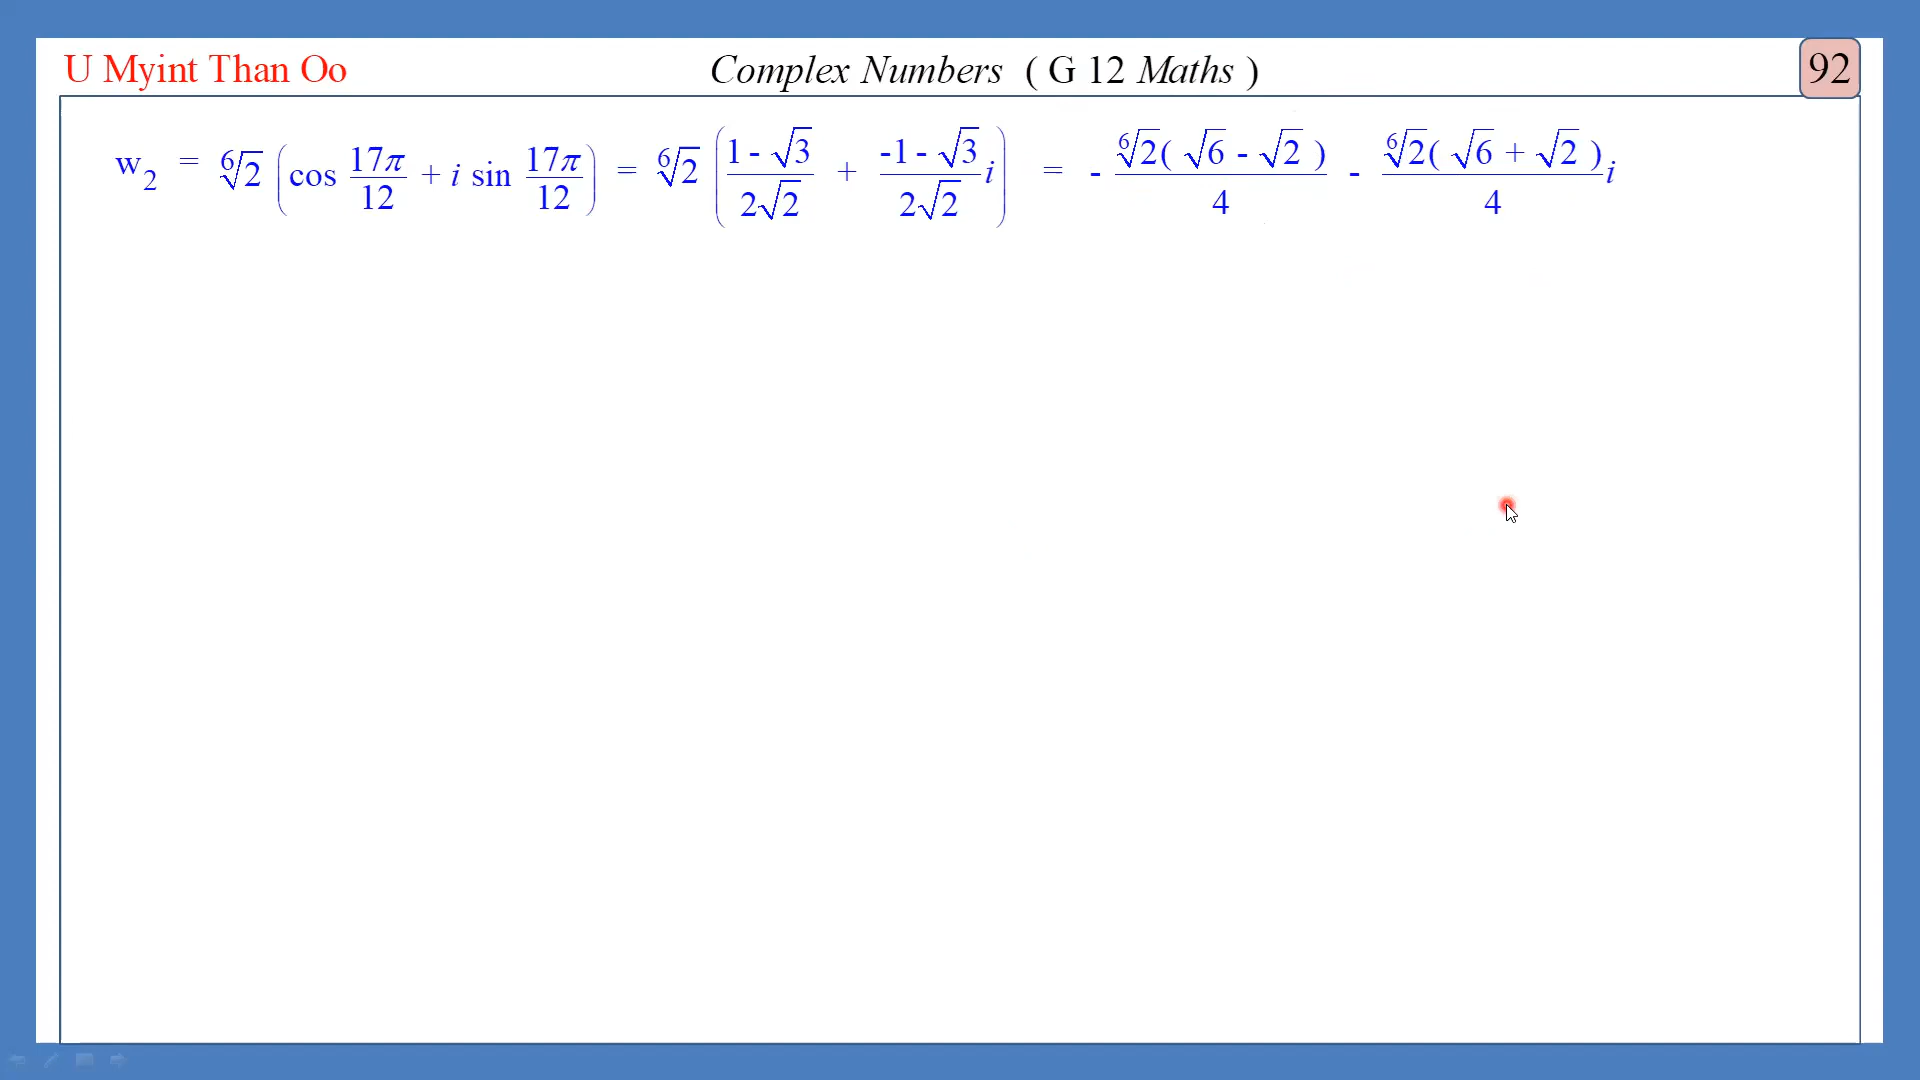 U Myint Than Oo
Complex Numbers ( G 12 Maths )
92
w₂ = ⁶√2 (cos 17π/12 + i sin 17π/12) = ⁶√2 ((1 - √3)/(2√2) + (-1 - √3)/(2√2) i) = - ⁶√2( √6 - √2 )/4 - ⁶√2( √6 + √2 )/4 i